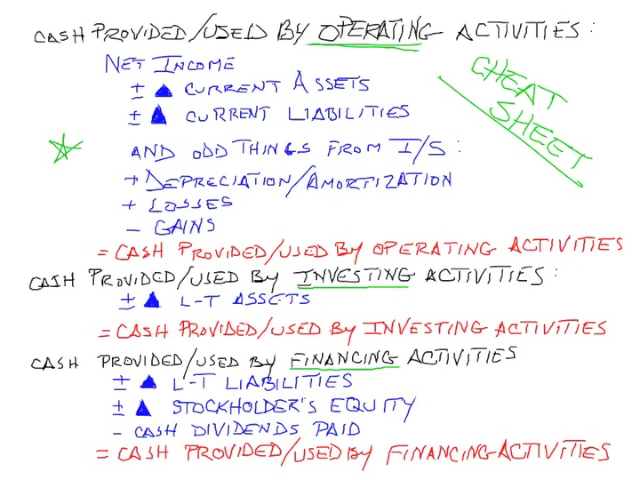 CASH PROVIDED/USED BY OPERATING ACTIVITIES:
NET INCOME
± ▲ CURRENT ASSETS
± ▲ CURRENT LIABILITIES
CHEAT
SHEET
AND ODD THINGS FROM I/S:
+ DEPRECIATION/AMORTIZATION
+ LOSSES
- GAINS
= CASH PROVIDED/USED BY OPERATING ACTIVITIES
CASH PROVIDED/USED BY INVESTING ACTIVITIES:
± ▲ L-T ASSETS
= CASH PROVIDED/USED BY INVESTING ACTIVITIES
CASH PROVIDED/USED BY FINANCING ACTIVITIES
± ▲ L-T LIABILITIES
± ▲ STOCKHOLDER'S EQUITY
- CASH DIVIDENDS PAID
= CASH PROVIDED/USED BY FINANCING ACTIVITIES